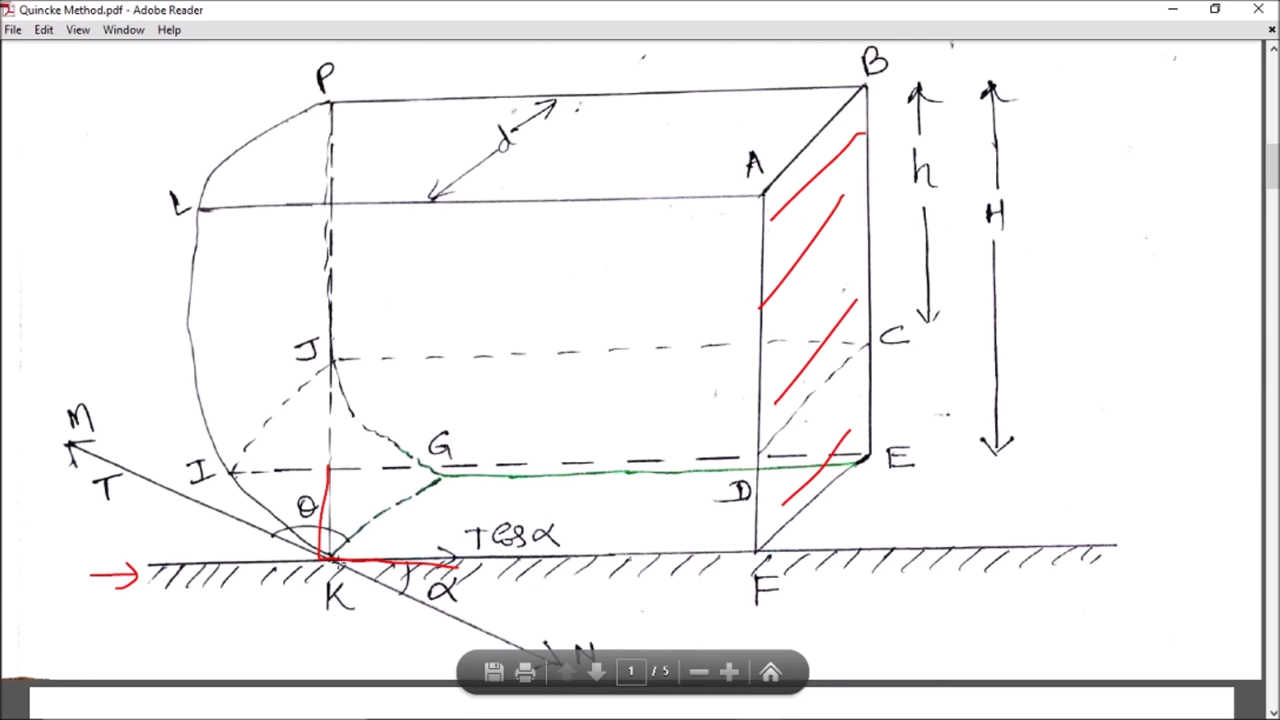 Quincke Method.pdf - Adobe Reader
File Edit View Window Help
P
B
d
A
h
H
L
J
C
M
G
I
E
T
D
θ
T Cos α
K
α
F
N
1 / 5